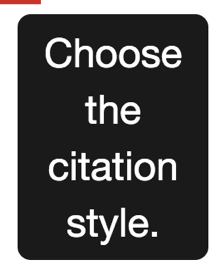 Choose
the
citation
style.